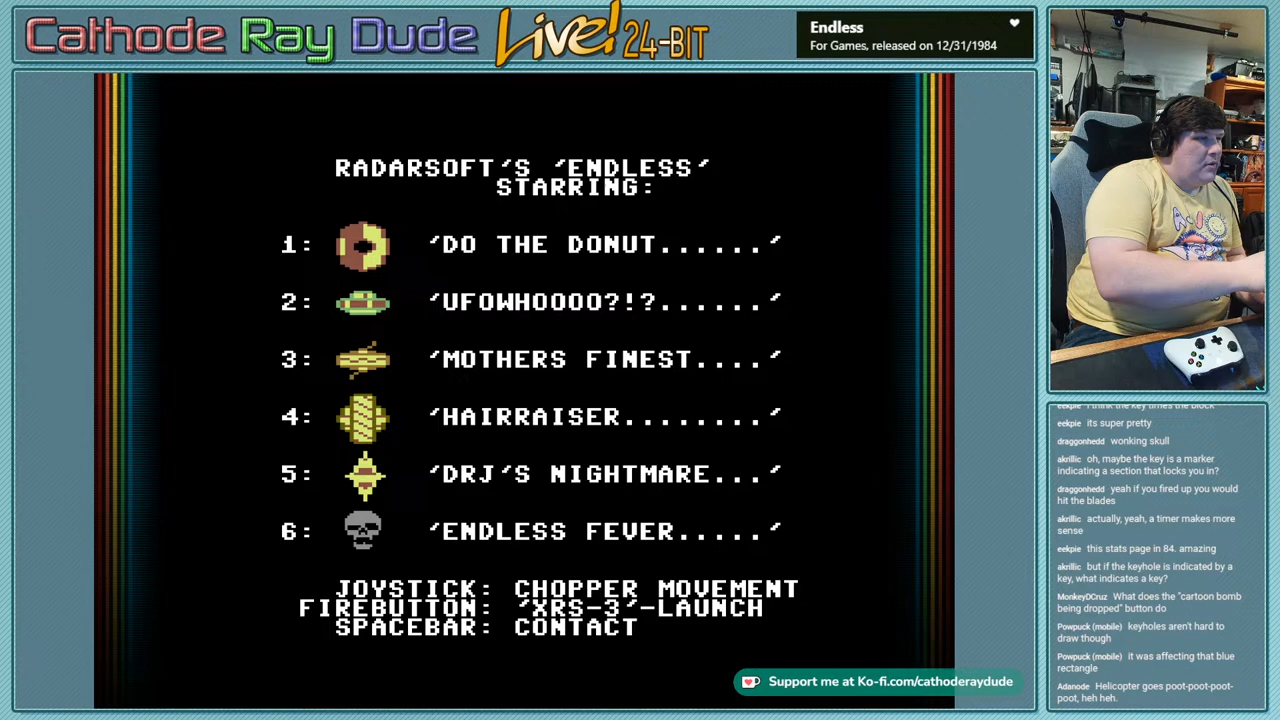 Cathode Ray Dude Live! 24-BIT
Endless
For Games, released on 12/31/1984
RADARSOFT'S 'ENDLESS'
STARRING:
1: 'DO THE DONUT......'
2: 'UFOWHOOOO?!?......'
3: 'MOTHERS FINEST....'
4: 'HAIRRAISER........'
5: 'DRJ'S NIGHTMARE...'
6: 'ENDLESS FEVER.....'
JOYSTICK: CHOPPER MOVEMENT
FIREBUTTON: 'XRS-3'-LAUNCH
SPACEBAR: CONTACT
Support me at Ko-fi.com/cathoderaydude
eekpie I think the key times the block
eekpie its super pretty
draggonhedd wonking skull
akrillic oh, maybe the key is a marker
indicating a section that locks you in?
draggonhedd yeah if you fired up you would
hit the blades
akrillic actually, yeah, a timer makes more
sense
eekpie this stats page in 84. amazing
akrillic but if the keyhole is indicated by a
key, what indicates a key?
MonkeyDCruz What does the "cartoon bomb
being dropped" button do
Powpuck (mobile) keyholes aren't hard to
draw though
Powpuck (mobile) it was affecting that blue
rectangle
Adanode Helicopter goes poot-poot-poot-
poot, heh heh.